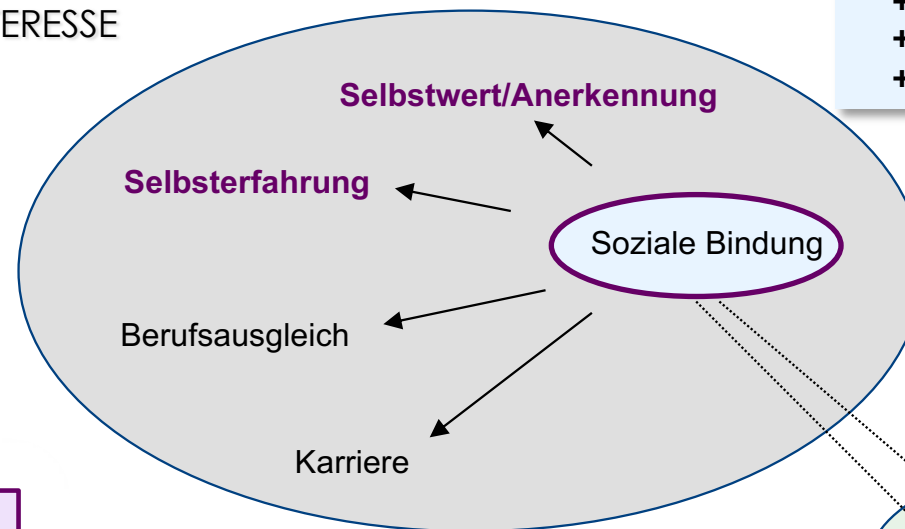 ERESSE
+
+
+
Selbstwert/Anerkennung
Selbsterfahrung
Soziale Bindung
Berufsausgleich
Karriere